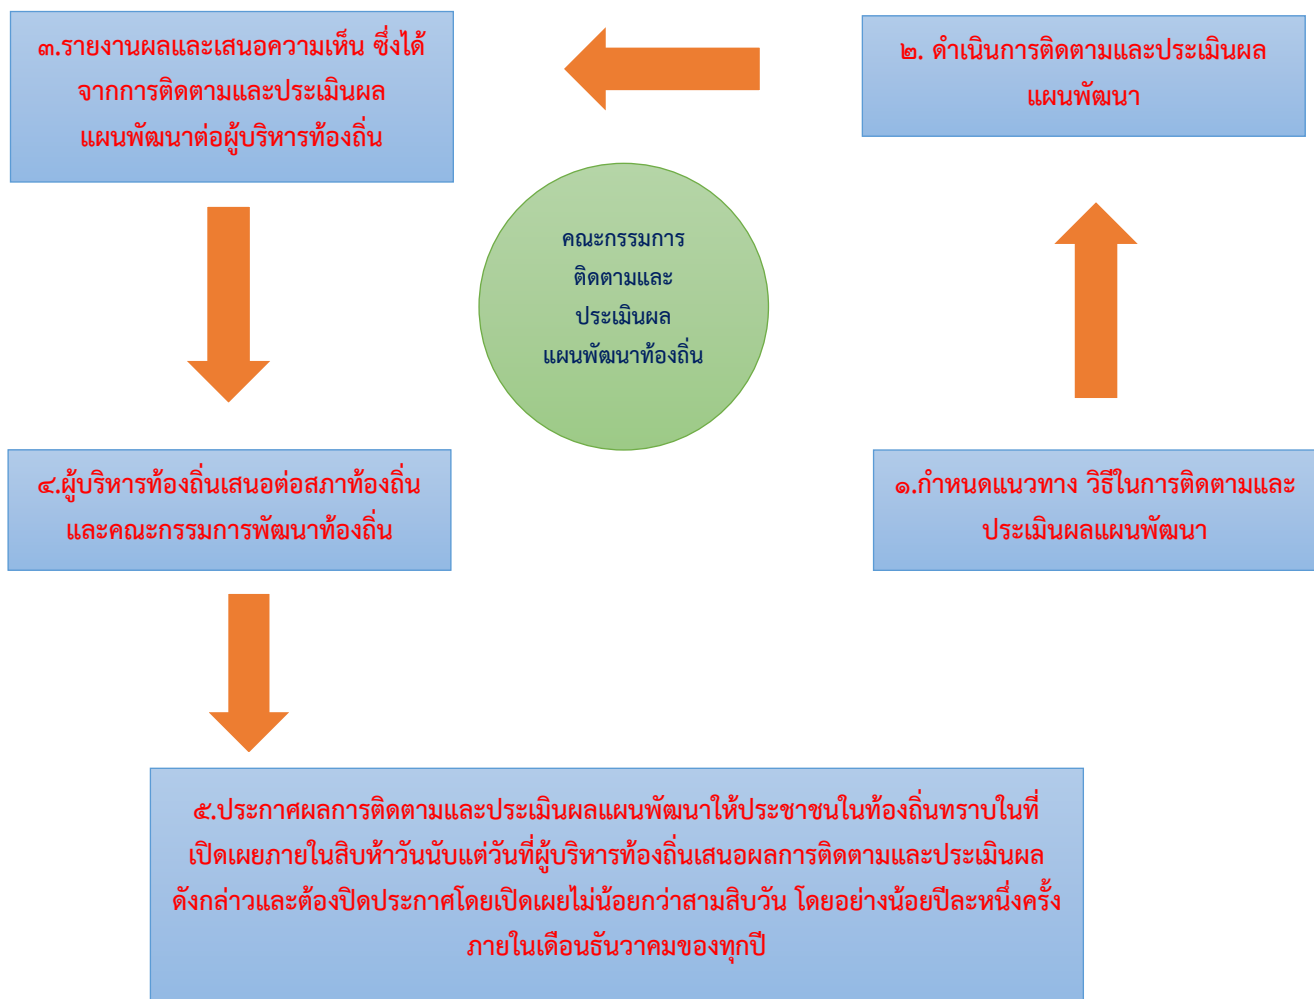 ๓.รายงานผลและเสนอความเห็น ซึ่งได้
จากการติดตามและประเมินผล
แผนพัฒนาต่อผู้บริหารท้องถิ่น
๒. ดำเนินการติดตามและประเมินผล
แผนพัฒนา
คณะกรรมการ
ติดตามและ
ประเมินผล
แผนพัฒนาท้องถิ่น
๔.ผู้บริหารท้องถิ่นเสนอต่อสภาท้องถิ่น
และคณะกรรมการพัฒนาท้องถิ่น
๑.กำหนดแนวทาง วิธีในการติดตามและ
ประเมินผลแผนพัฒนา
๕.ประกาศผลการติดตามและประเมินผลแผนพัฒนาให้ประชาชนในท้องถิ่นทราบในที่
เปิดเผยภายในสิบห้าวันนับแต่วันที่ผู้บริหารท้องถิ่นเสนอผลการติดตามและประเมินผล
ดังกล่าวและต้องปิดประกาศโดยเปิดเผยไม่น้อยกว่าสามสิบวัน โดยอย่างน้อยปีละหนึ่งครั้ง
ภายในเดือนธันวาคมของทุกปี